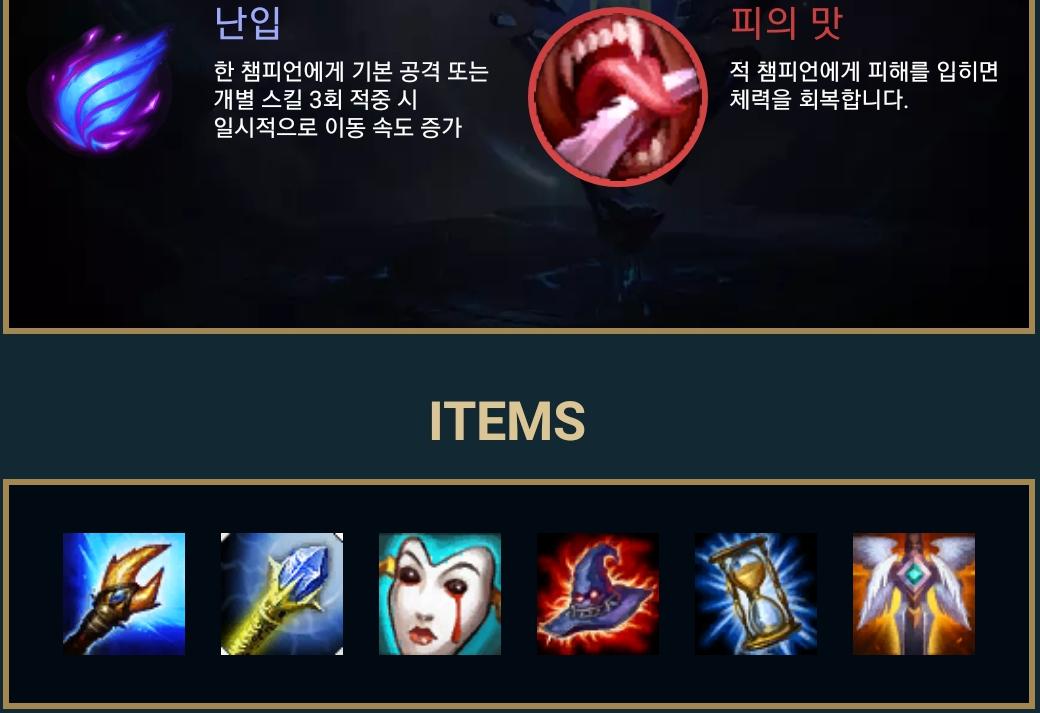 난입
한 챔피언에게 기본 공격 또는
개별 스킬 3회 적중 시
일시적으로 이동 속도 증가
피의 맛
적 챔피언에게 피해를 입히면
체력을 회복합니다.
ITEMS